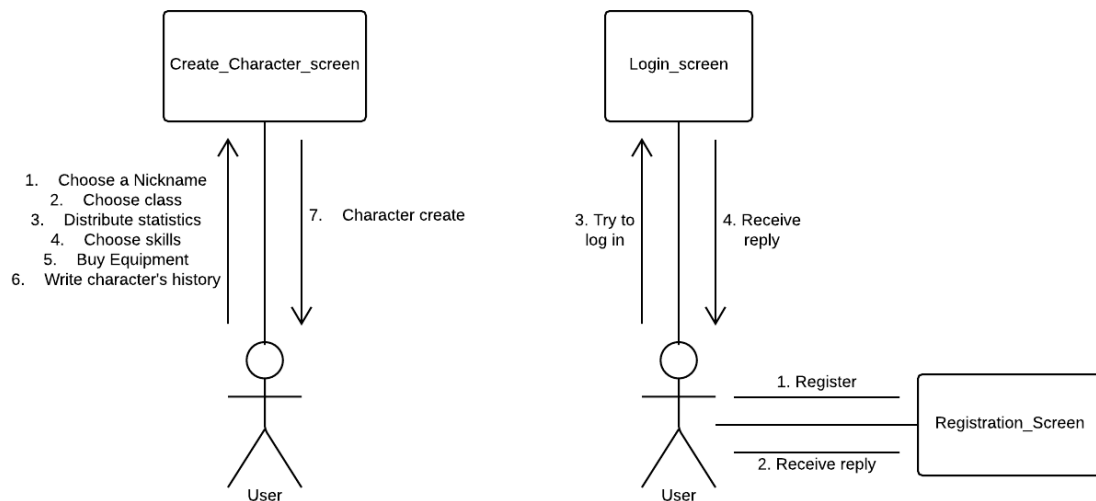 Create_Character_screen
1. Choose a Nickname
2. Choose class
3. Distribute statistics
4. Choose skills
5. Buy Equipment
6. Write character's history
7. Character create
User
Login_screen
3. Try to
log in
4. Receive
reply
1. Register
Registration_Screen
2. Receive reply
User